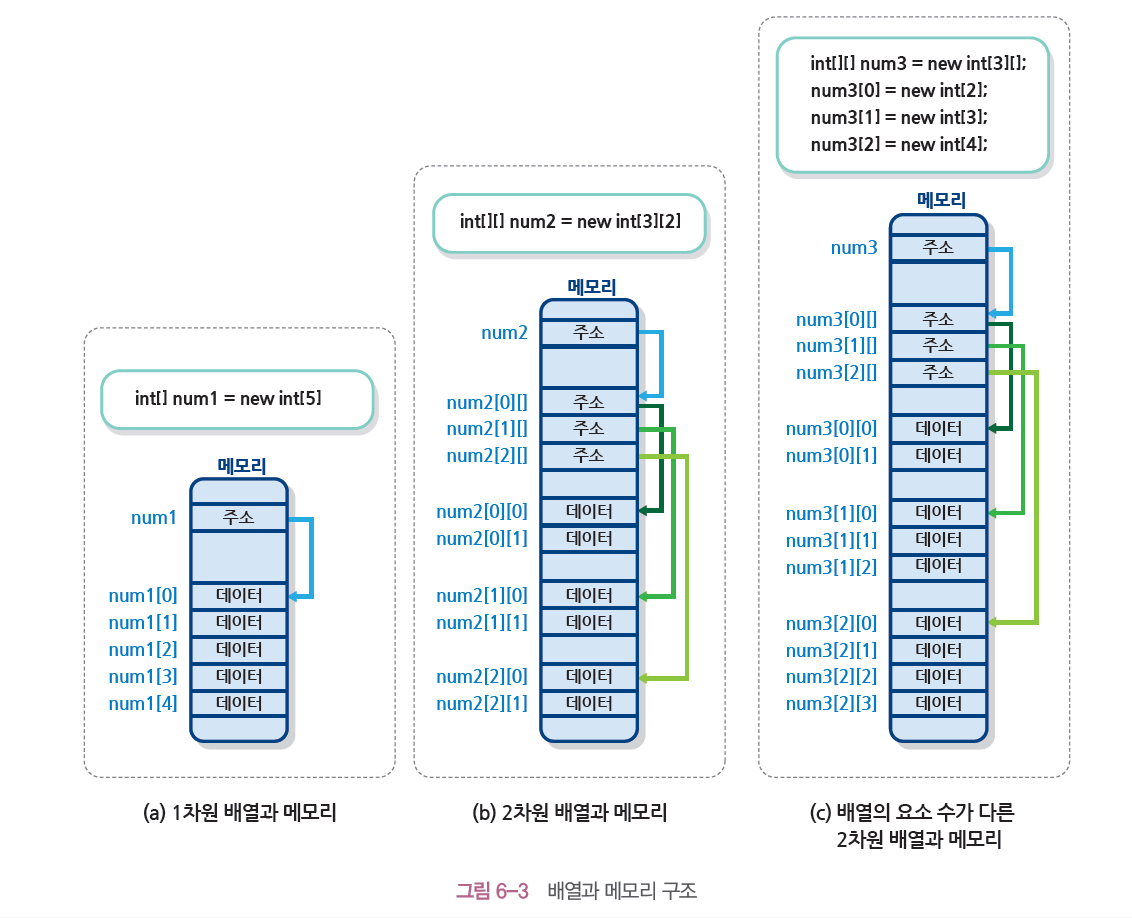 int[] num1 = new int[5]
메모리
num1 주소
num1[0] 데이터
num1[1] 데이터
num1[2] 데이터
num1[3] 데이터
num1[4] 데이터
(a) 1차원 배열과 메모리
int[][] num2 = new int[3][2]
메모리
num2 주소
num2[0][] 주소
num2[1][] 주소
num2[2][] 주소
num2[0][0] 데이터
num2[0][1] 데이터
num2[1][0] 데이터
num2[1][1] 데이터
num2[2][0] 데이터
num2[2][1] 데이터
(b) 2차원 배열과 메모리
int[][] num3 = new int[3][];
num3[0] = new int[2];
num3[1] = new int[3];
num3[2] = new int[4];
메모리
num3 주소
num3[0][] 주소
num3[1][] 주소
num3[2][] 주소
num3[0][0] 데이터
num3[0][1] 데이터
num3[1][0] 데이터
num3[1][1] 데이터
num3[1][2] 데이터
num3[2][0] 데이터
num3[2][1] 데이터
num3[2][2] 데이터
num3[2][3] 데이터
(c) 배열의 요소 수가 다른
2차원 배열과 메모리
그림 6-3 배열과 메모리 구조